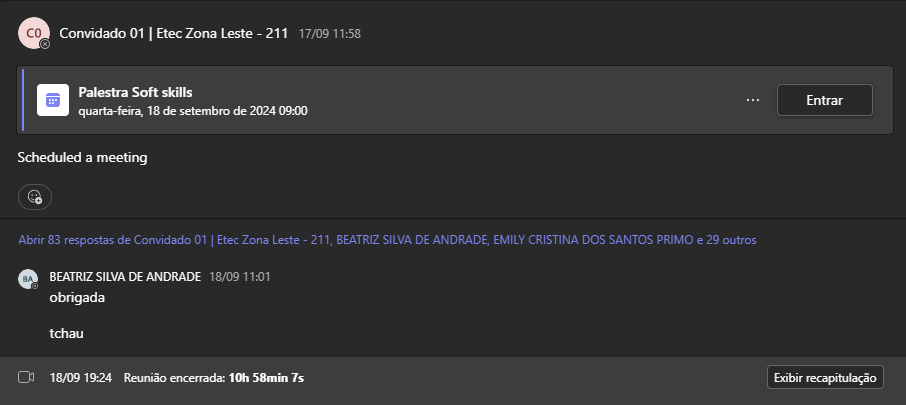 C0 Convidado 01 | Etec Zona Leste - 211 17/09 11:58
Palestra Soft skills
quarta-feira, 18 de setembro de 2024 09:00
... Entrar
Scheduled a meeting
Abrir 83 respostas de Convidado 01 | Etec Zona Leste - 211, BEATRIZ SILVA DE ANDRADE, EMILY CRISTINA DOS SANTOS PRIMO e 29 outros
BA BEATRIZ SILVA DE ANDRADE 18/09 11:01
obrigada
tchau
18/09 19:24 Reunião encerrada: 10h 58min 7s Exibir recapitulação